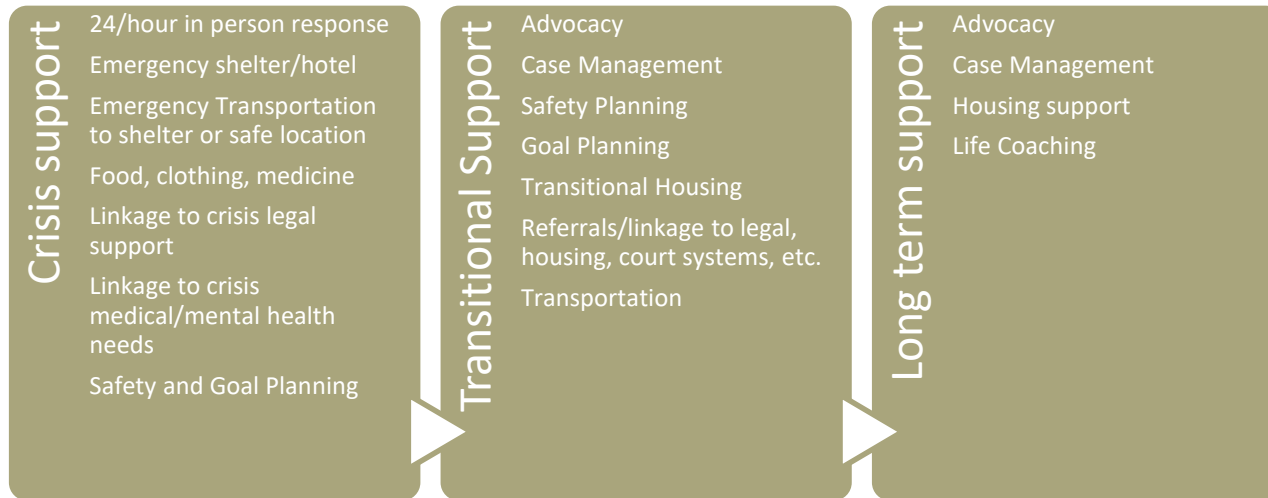 Crisis support
24/hour in person response
Emergency shelter/hotel
Emergency Transportation
to shelter or safe location
Food, clothing, medicine
Linkage to crisis legal
support
Linkage to crisis
medical/mental health
needs
Safety and Goal Planning
Transitional Support
Advocacy
Case Management
Safety Planning
Goal Planning
Transitional Housing
Referrals/linkage to legal,
housing, court systems, etc.
Transportation
Long term support
Advocacy
Case Management
Housing support
Life Coaching